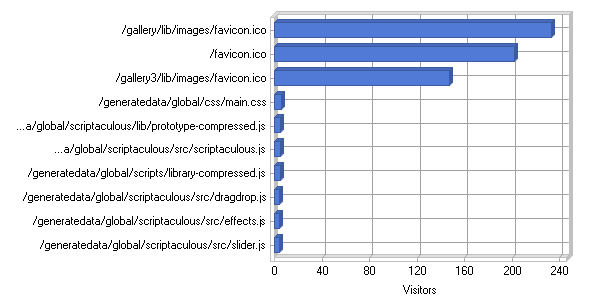 /gallery/lib/images/favicon.ico
/favicon.ico
/gallery3/lib/images/favicon.ico
/generatedata/global/css/main.css
...a/global/scriptaculous/lib/prototype-compressed.js
...a/global/scriptaculous/src/scriptaculous.js
/generatedata/global/scripts/library-compressed.js
/generatedata/global/scriptaculous/src/dragdrop.js
/generatedata/global/scriptaculous/src/effects.js
/generatedata/global/scriptaculous/src/slider.js
0 40 80 120 160 200 240
Visitors